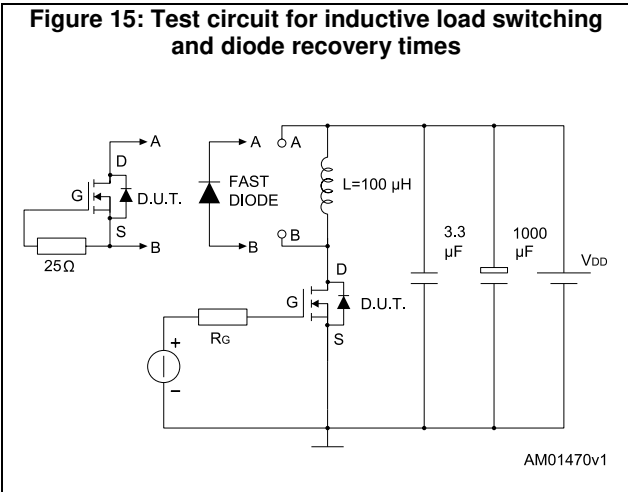 Figure 15: Test circuit for inductive load switching
and diode recovery times
A
D
G
D.U.T.
S
B
25Ω
A
FAST
DIODE
B
A
L=100 µH
B
D
G
D.U.T.
S
RG
+
-
3.3
µF
1000
µF
VDD
AM01470v1